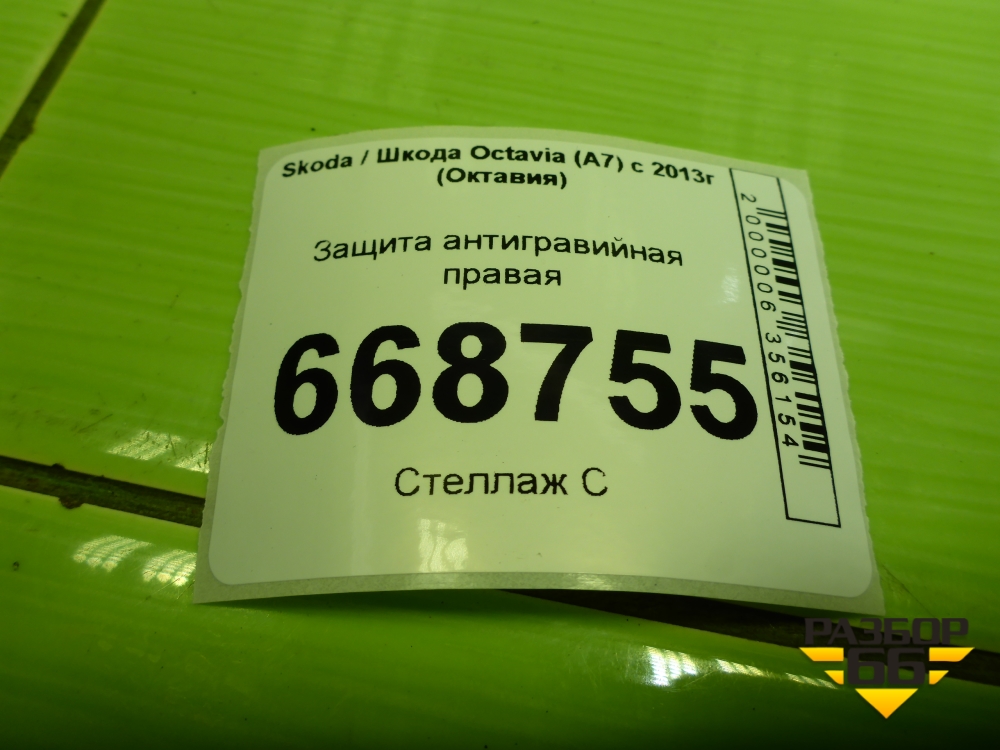 Skoda / Шкода Octavia (A7) с 2013г
(Октавия)
Защита антигравийная
правая
668755
Стеллаж С
2000006356154
РАЗБОР
66